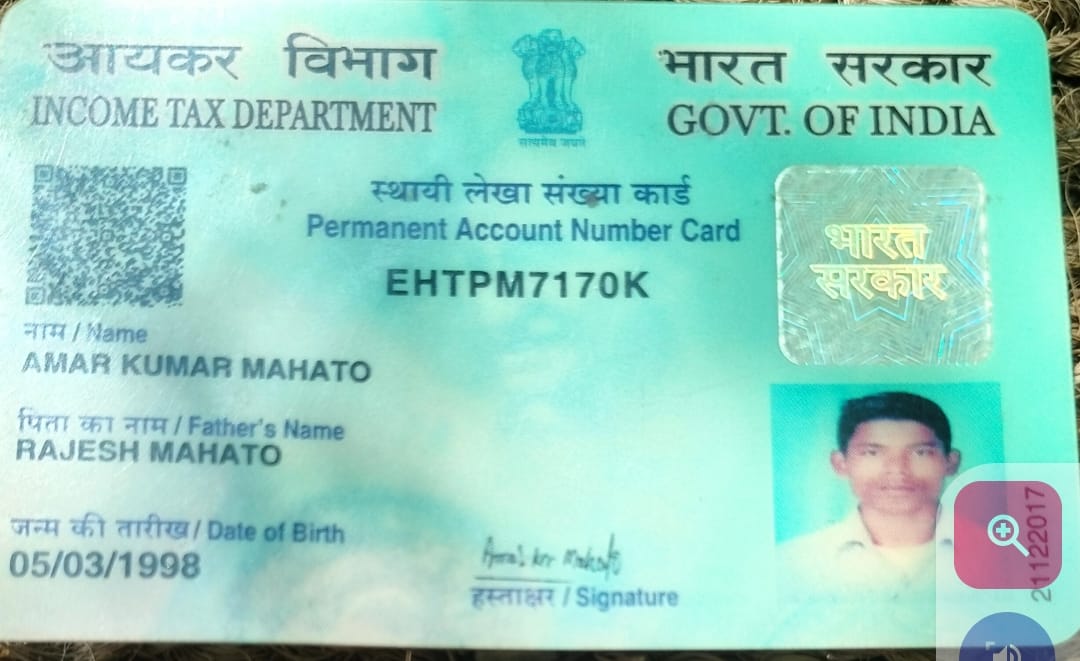 आयकर विभाग
INCOME TAX DEPARTMENT
सत्यमेव जयते
भारत सरकार
GOVT. OF INDIA
स्थायी लेखा संख्या कार्ड
Permanent Account Number Card
EHTPM7170K
भारत
सरकार
नाम / Name
AMAR KUMAR MAHATO
पिता का नाम / Father's Name
RAJESH MAHATO
जन्म की तारीख / Date of Birth
05/03/1998
Amar Kr Mahato
हस्ताक्षर / Signature
21122017